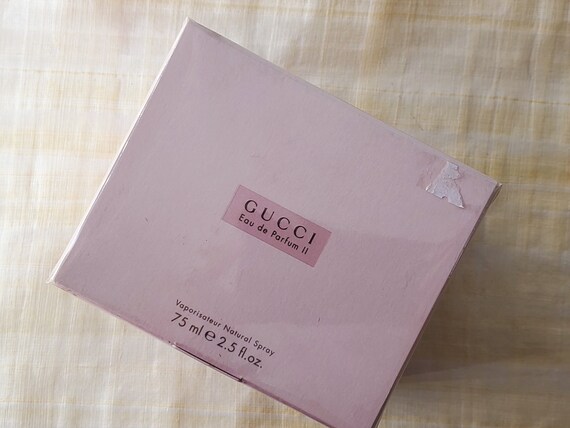 GUCCI
Eau de Parfum II
Vaporisateur Natural Spray
75 ml e 2.5 fl.oz.